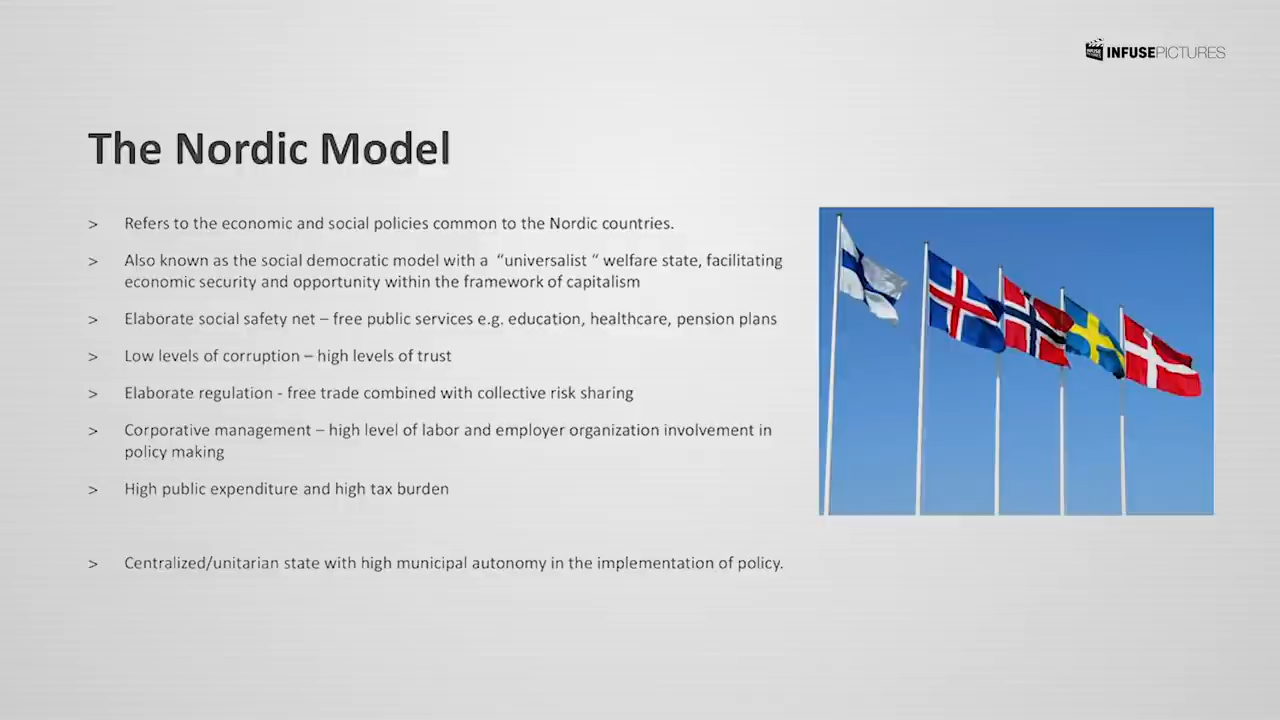 INFUSEPICTURES
The Nordic Model
> Refers to the economic and social policies common to the Nordic countries.
> Also known as the social democratic model with a “universalist “ welfare state, facilitating
economic security and opportunity within the framework of capitalism
> Elaborate social safety net – free public services e.g. education, healthcare, pension plans
> Low levels of corruption – high levels of trust
> Elaborate regulation - free trade combined with collective risk sharing
> Corporative management – high level of labor and employer organization involvement in
policy making
> High public expenditure and high tax burden
> Centralized/unitarian state with high municipal autonomy in the implementation of policy.